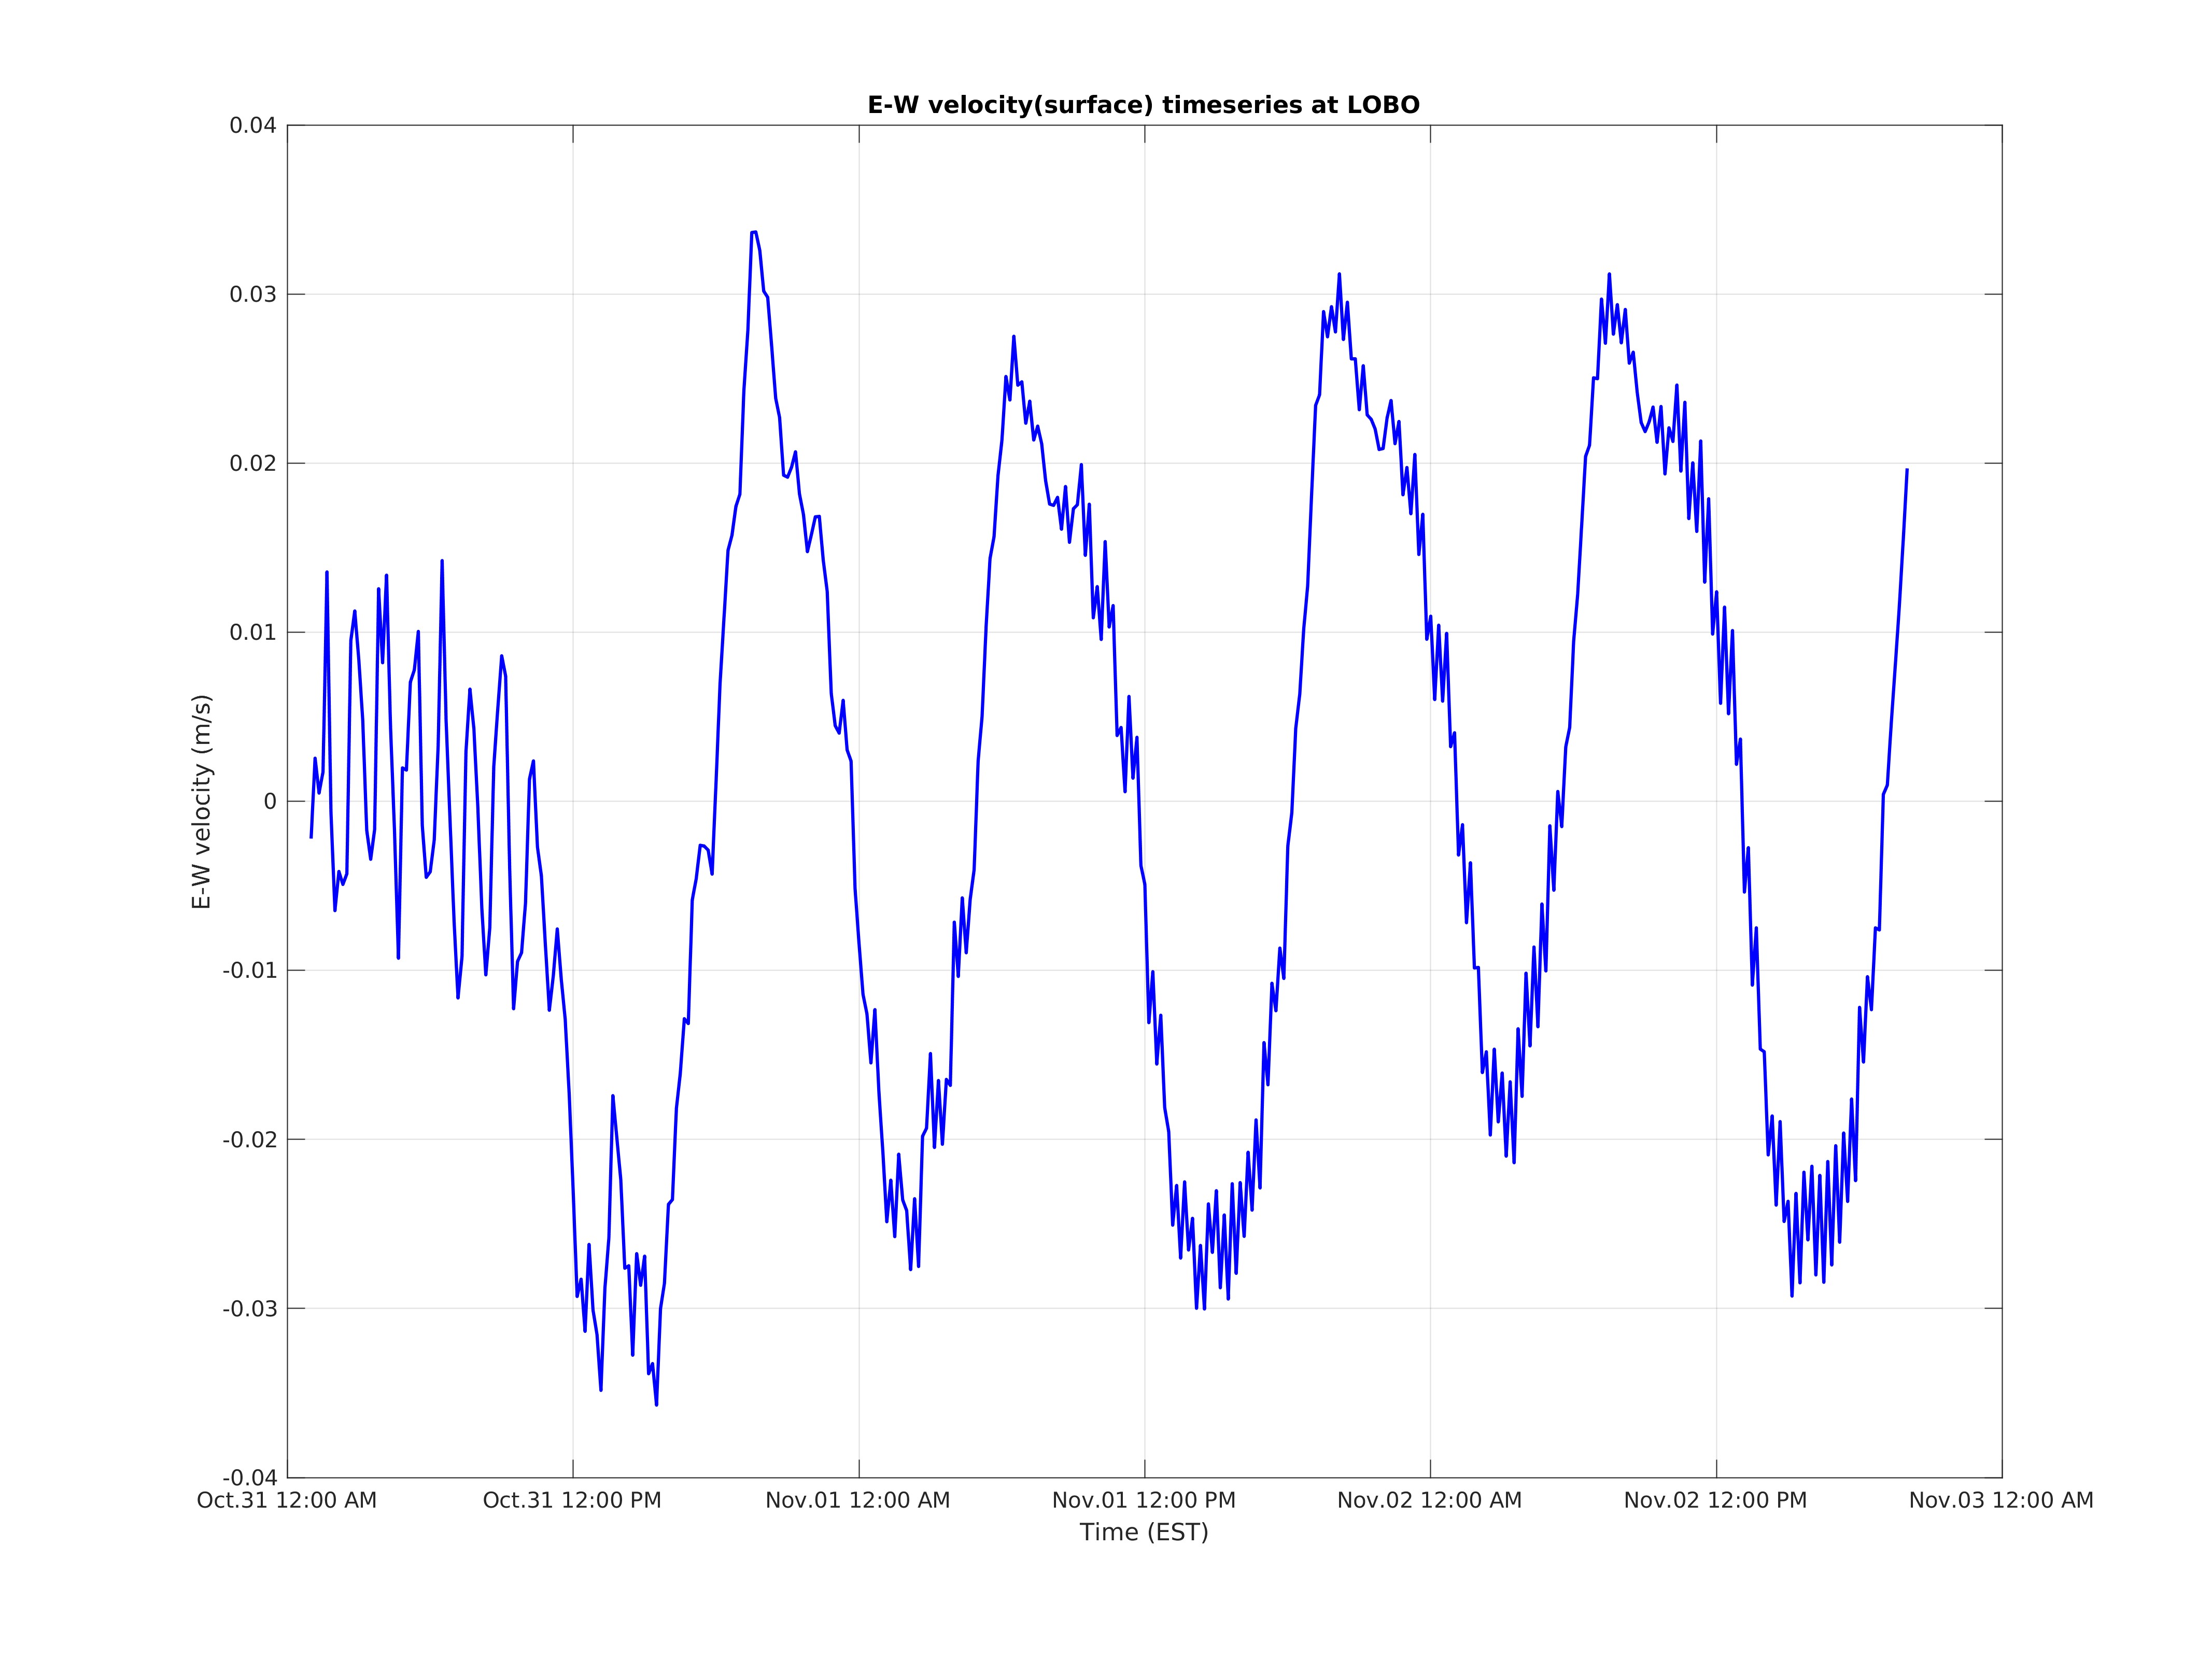 E-W velocity(surface) timeseries at LOBO
0.04
0.03
0.02
0.01
0
-0.01
-0.02
-0.03
-0.04
E-W velocity (m/s)
Oct.31 12:00 AM Oct.31 12:00 PM Nov.01 12:00 AM Nov.01 12:00 PM Nov.02 12:00 AM Nov.02 12:00 PM Nov.03 12:00 AM
Time (EST)